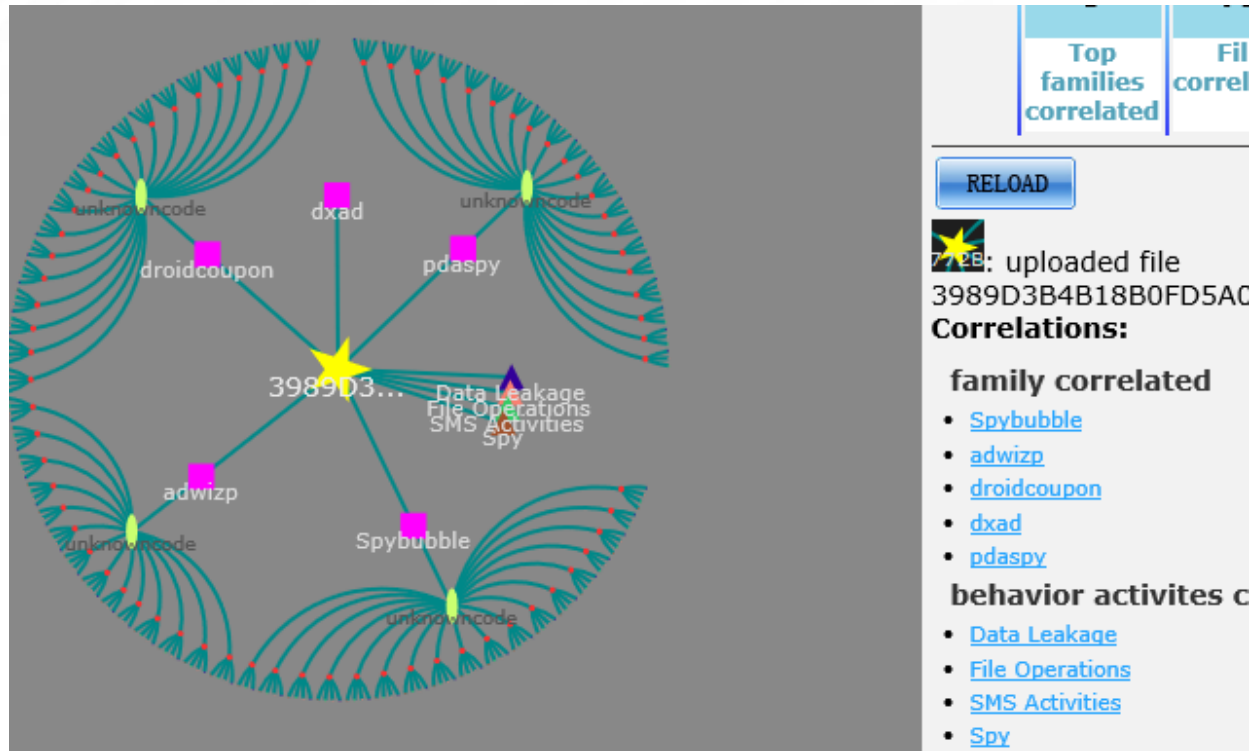 unknowncode
dxad
unknowncode
droidcoupon
pdaspy
3989D3...
Data Leakage
File Operations
SMS Activities
Spy
adwizp
unknowncode
Spybubble
unknowncode
Top
families
correlated
Fil
correl
RELOAD
: uploaded file
3989D3B4B18B0FD5A0
Correlations:
family correlated
Spybubble
adwizp
droidcoupon
dxad
pdaspy
behavior activites c
Data Leakage
File Operations
SMS Activities
Spy